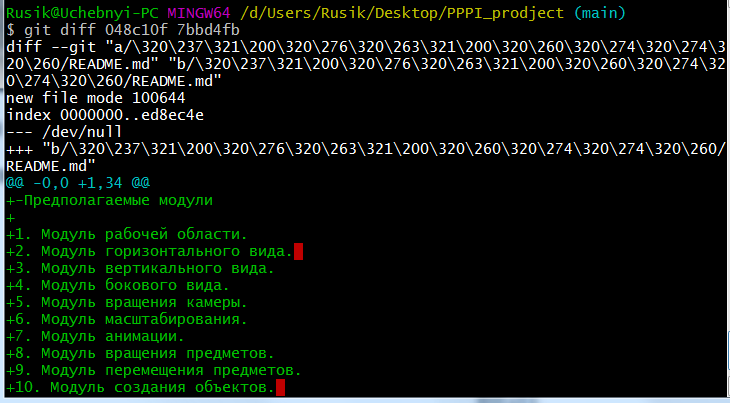 Rusik@Uchebnyi-PC MINGW64 /d/Users/Rusik/Desktop/PPPI_prodject (main)
$ git diff 048c10f 7bbd4fb
diff --git "a/\320\237\321\200\320\276\320\263\321\200\320\260\320\274\320\274\3
20\260/README.md" "b/\320\237\321\200\320\276\320\263\321\200\320\260\320\274\32
0\274\320\260/README.md"
new file mode 100644
index 0000000..ed8ec4e
--- /dev/null
+++ "b/\320\237\321\200\320\276\320\263\321\200\320\260\320\274\320\274\320\260/
README.md"
@@ -0,0 +1,34 @@
+-Предполагаемые модули
+
+1. Модуль рабочей области.
+2. Модуль горизонтального вида.
+3. Модуль вертикального вида.
+4. Модуль бокового вида.
+5. Модуль вращения камеры.
+6. Модуль масштабирования.
+7. Модуль анимации.
+8. Модуль вращения предметов.
+9. Модуль перемещения предметов.
+10. Модуль создания объектов.